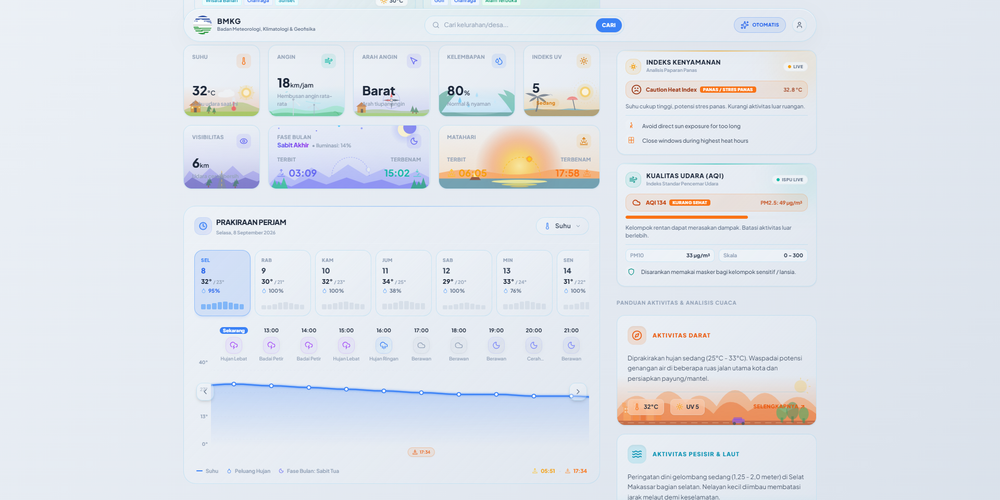 Wisata Bahari
Olahraga
Sunset
30°C
Golf
Olahraga
Alam Terbuka
BMKG
Badan Meteorologi, Klimatologi & Geofisika
Cari kelurahan/desa...
CARI
OTOMATIS
SUHU
32°C
Suhu udara saat ini
ANGIN
18km/jam
Hembusan angin rata-
rata
ARAH ANGIN
Barat
Arah tiupan angin
KELEMBAPAN
80%
Normal & nyaman
INDEKS UV
5
Sedang
VISIBILITAS
6km
Udara cukup bersih
FASE BULAN
Sabit Akhir
• Iluminasi: 14%
TERBIT
03:09
TERBENAM
15:02
MATAHARI
TERBIT
06:05
TERBENAM
17:58
PRAKIRAAN PERJAM
Selasa, 8 September 2026
Suhu
SEL
8
32° / 23°
95%
RAB
9
30° / 21°
100%
KAM
10
32° / 23°
100%
JUM
11
34° / 25°
38%
SAB
12
29° / 20°
100%
MIN
13
33° / 24°
76%
SEN
14
31° / 22°
100%
Sekarang
13:00
14:00
15:00
16:00
17:00
18:00
19:00
20:00
21:00
Hujan Lebat
Badai Petir
Badai Petir
Hujan Lebat
Hujan Ringan
Berawan
Berawan
Berawan
Cerah...
Berawan
40°
27°
13°
0°
17:34
Suhu
Peluang Hujan
Fase Bulan: Sabit Tua
05:51
·
17:34
INDEKS KENYAMANAN
Analisis Paparan Panas
LIVE
Caution Heat Index
PANAS / STRES PANAS
32.8 °C
Suhu cukup tinggi, potensi stres panas. Kurangi aktivitas luar ruangan.
Avoid direct sun exposure for too long
Close windows during highest heat hours
KUALITAS UDARA (AQI)
Indeks Standar Pencemar Udara
ISPU LIVE
AQI 134
KURANG SEHAT
PM2.5: 49 µg/m³
Kelompok rentan dapat merasakan dampak. Batasi aktivitas luar
berlebih.
PM10
33 µg/m³
Skala
0 – 300
Disarankan memakai masker bagi kelompok sensitif / lansia.
PANDUAN AKTIVITAS & ANALISIS CUACA
AKTIVITAS DARAT
Diprakirakan hujan sedang (25°C - 33°C). Waspadai potensi
genangan air di beberapa ruas jalan utama kota dan
persiapkan payung/mantel.
32°C
UV 5
SELENGKAPNYA
AKTIVITAS PESISIR & LAUT
Peringatan dini gelombang sedang (1,25 - 2,0 meter) di Selat
Makassar bagian selatan. Nelayan kecil diimbau membatasi
jarak melaut demi keselamatan.